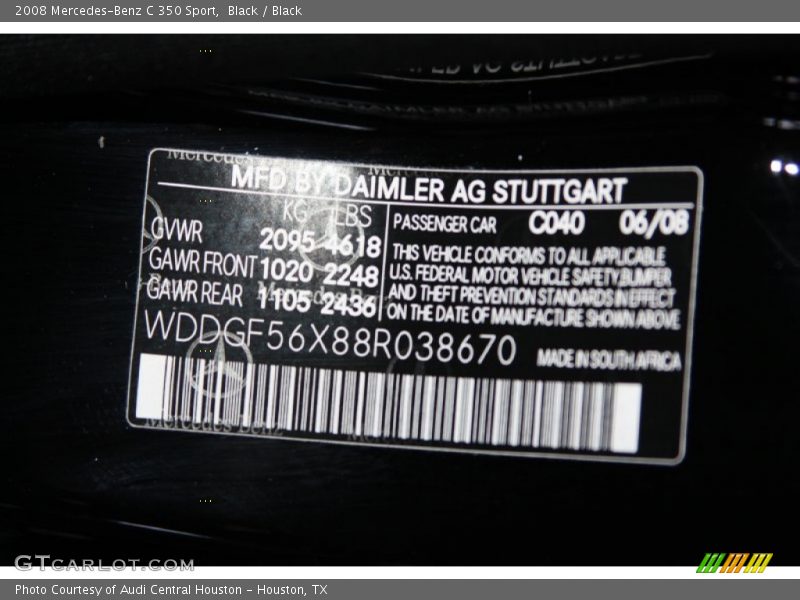 2008 Mercedes-Benz C 350 Sport,  Black / Black
MFD BY DAIMLER AG STUTTGART
KG LBS
GVWR 2095 4618
GAWR FRONT 1020 2248
GAWR REAR 1105 2436
PASSENGER CAR C040 06/08
THIS VEHICLE CONFORMS TO ALL APPLICABLE
U.S. FEDERAL MOTOR VEHICLE SAFETY BUMPER
AND THEFT PREVENTION STANDARDS IN EFFECT
ON THE DATE OF MANUFACTURE SHOWN ABOVE
WDDGF56X88R038670
MADE IN SOUTH AFRICA
GTCARLOT.COM
Photo Courtesy of Audi Central Houston - Houston, TX